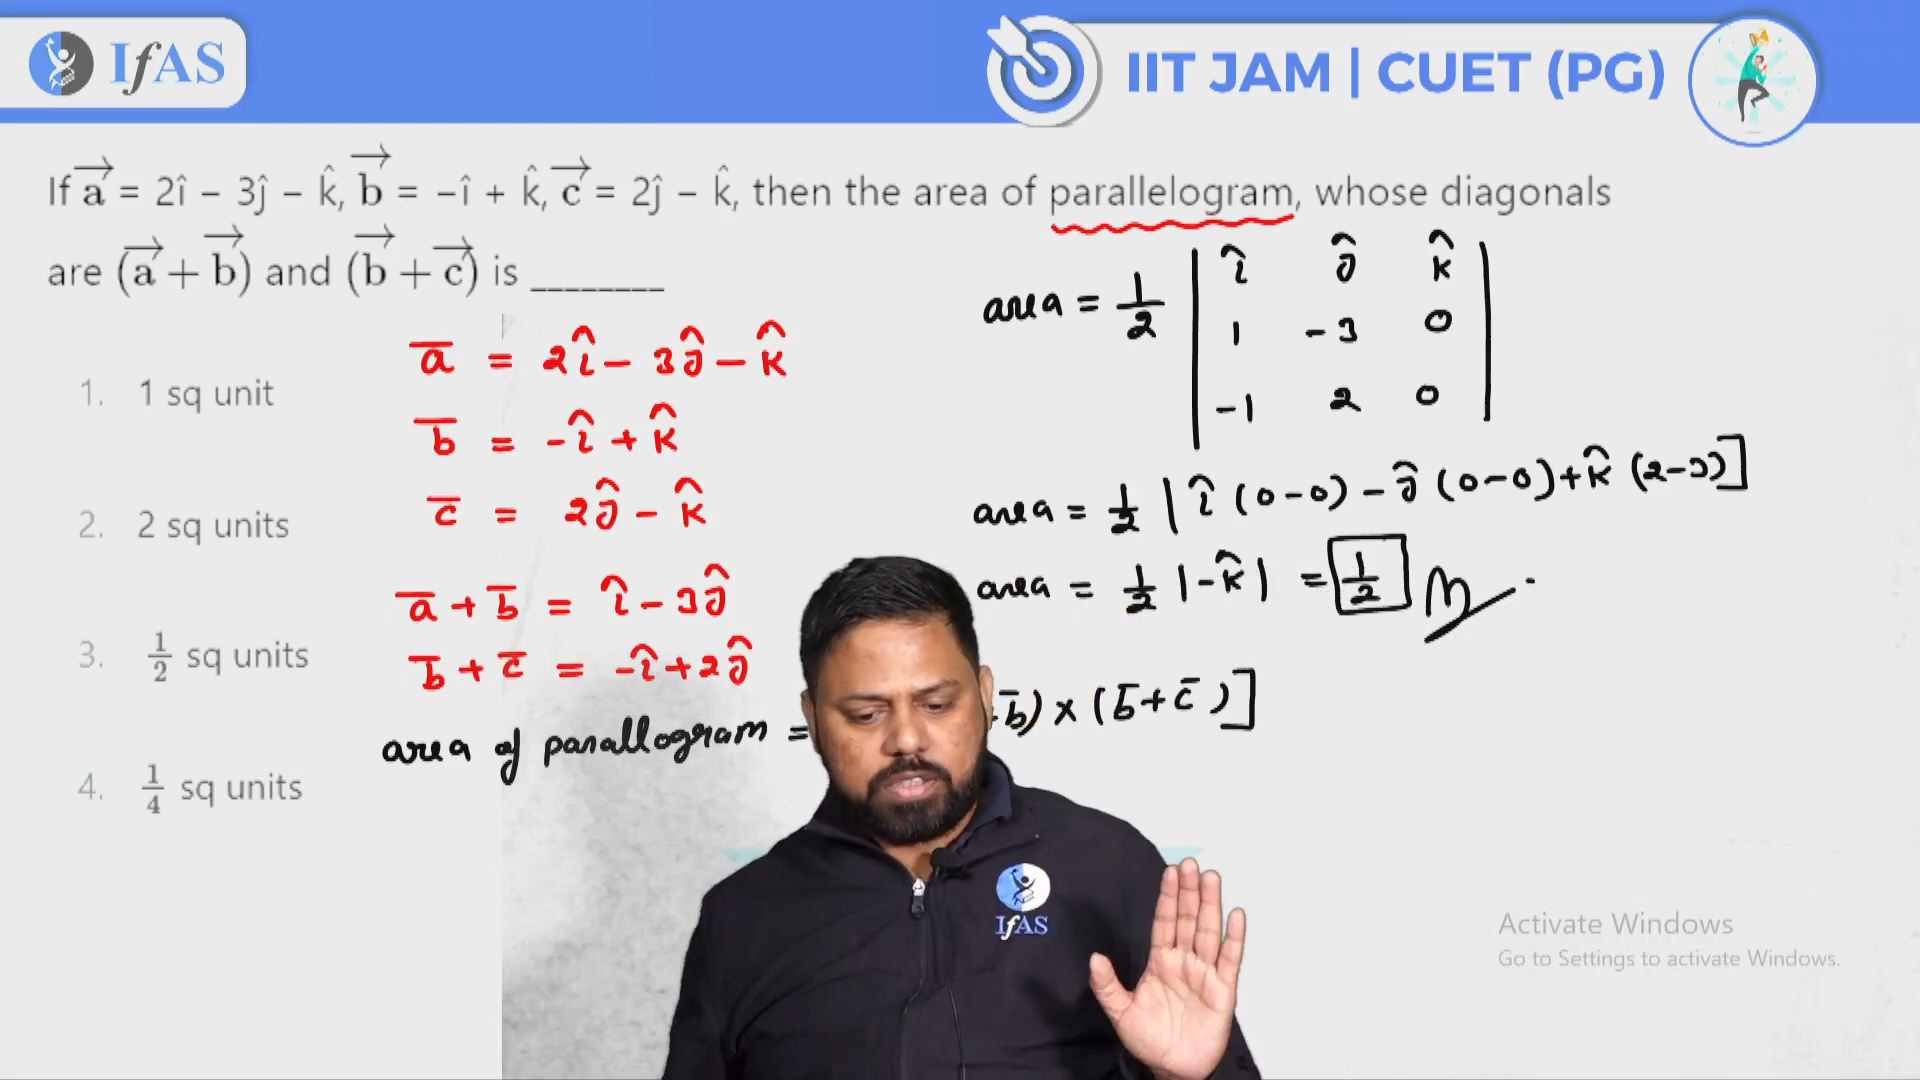 IfAS
IIT JAM | CUET (PG)
If a⃗ = 2î − 3ĵ − k̂, b⃗ = −î + k̂, c⃗ = 2ĵ − k̂, then the area of parallelogram, whose diagonals
are (a⃗ + b⃗) and (b⃗ + c⃗) is ________
1. 1 sq unit
2. 2 sq units
3. 1/2 sq units
4. 1/4 sq units
a̅ = 2î − 3ĵ − k̂
b̅ = −î + k̂
c̅ = 2ĵ − k̂
a̅ + b̅ = î − 3ĵ
b̅ + c̅ = −î + 2ĵ
area of parallogram =
b̅) × (b̅ + c̅)]
area = 1/2 | î ĵ k̂ |
1 −3 0
−1 2 0
area = 1/2 | î (0−0) − ĵ (0−0) + k̂ (2−3)]
area = 1/2 |−k̂| = 1/2
IfAS
Activate Windows
Go to Settings to activate Windows.